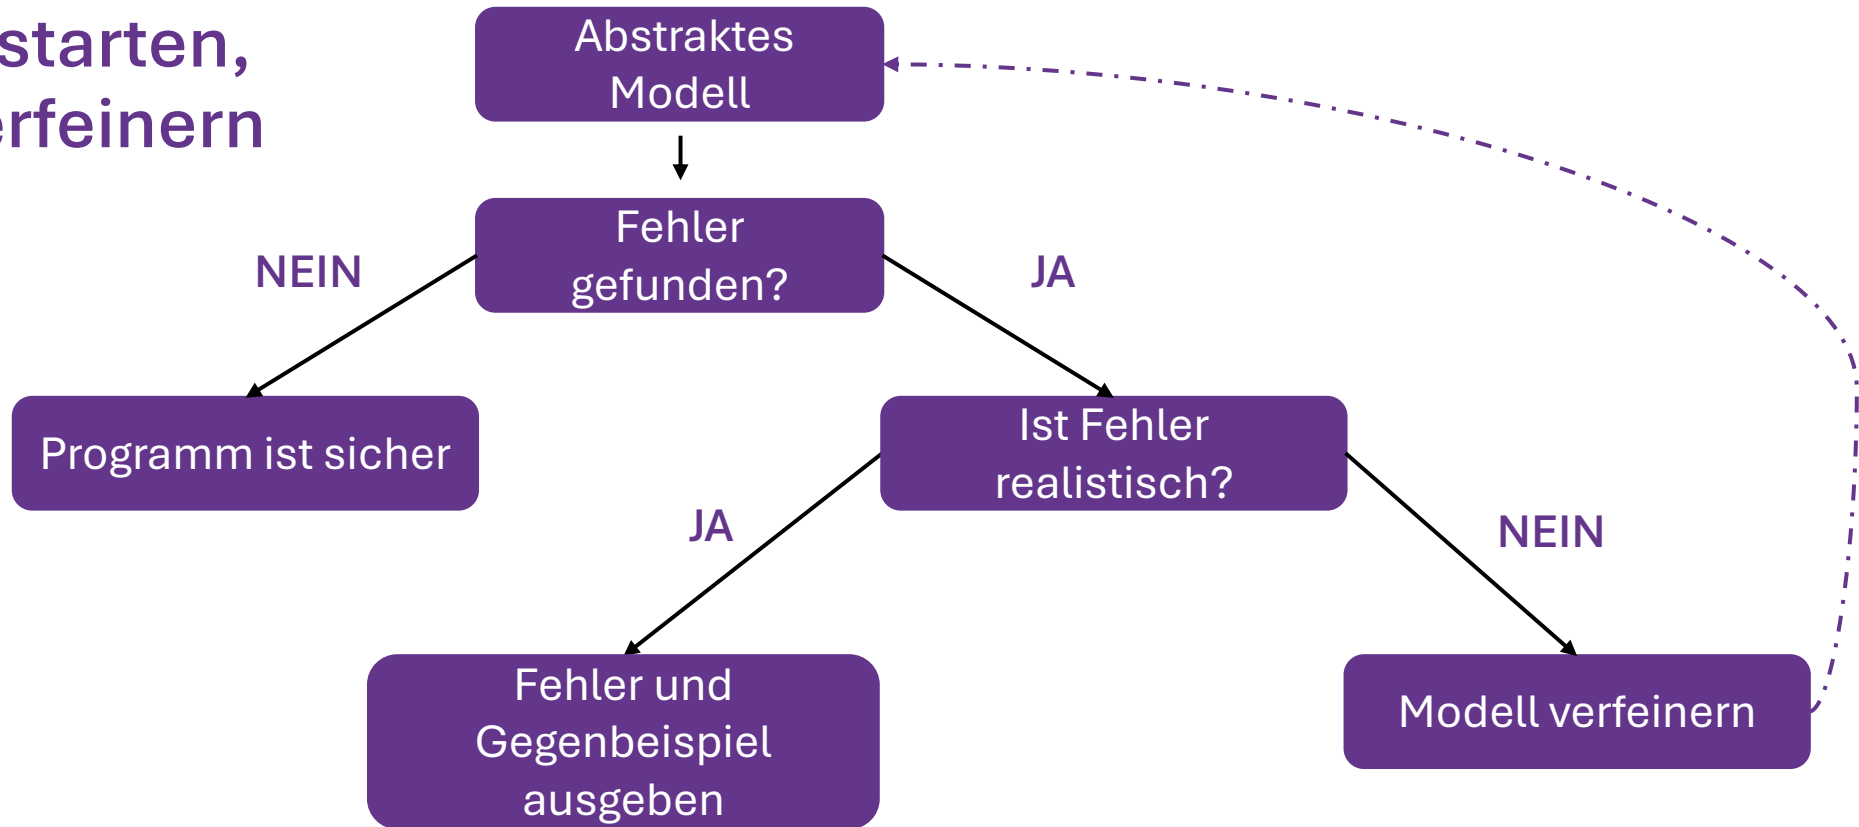 starten,
Abstraktes
Modell
Fehler
gefunden?
NEIN
JA
Programm ist sicher
Ist Fehler
realistisch?
JA
NEIN
Fehler und
Gegenbeispiel
ausgeben
Modell verfeinern